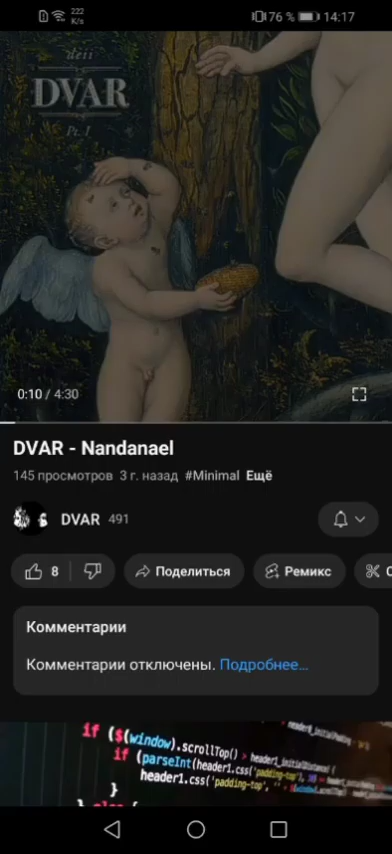 222
K/s
76 % 14:17
deii
DVAR
Pt. I
0:10 / 4:30
DVAR - Nandanael
145 просмотров 3 г. назад #Minimal Ещё
DVAR 491
8 Поделиться Ремикс С
Комментарии
Комментарии отключены. Подробнее...
if ($(window).scrollTop() > header1_initialDistance) {
if (parseInt(header1.css('padding-top'),
header1.css('padding-top', '' +
}
} else {